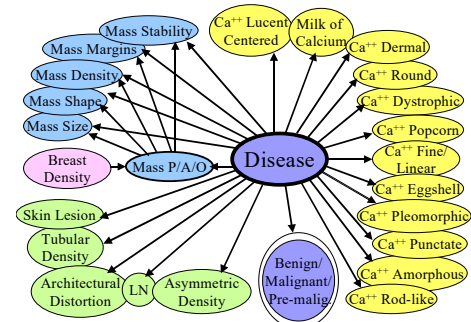 Mass Stability
Mass Margins
Mass Density
Mass Shape
Mass Size
Breast
Density
Mass P/A/O
Disease
Ca⁺⁺ Lucent
Centered
Milk of
Calcium
Ca⁺⁺ Dermal
Ca⁺⁺ Round
Ca⁺⁺ Dystrophic
Ca⁺⁺ Popcorn
Ca⁺⁺ Fine/
Linear
Ca⁺⁺ Eggshell
Ca⁺⁺ Pleomorphic
Ca⁺⁺ Punctate
Ca⁺⁺ Amorphous
Ca⁺⁺ Rod-like
Skin Lesion
Tubular
Density
Architectural
Distortion
LN
Asymmetric
Density
Benign/
Malignant/
Pre-malig.